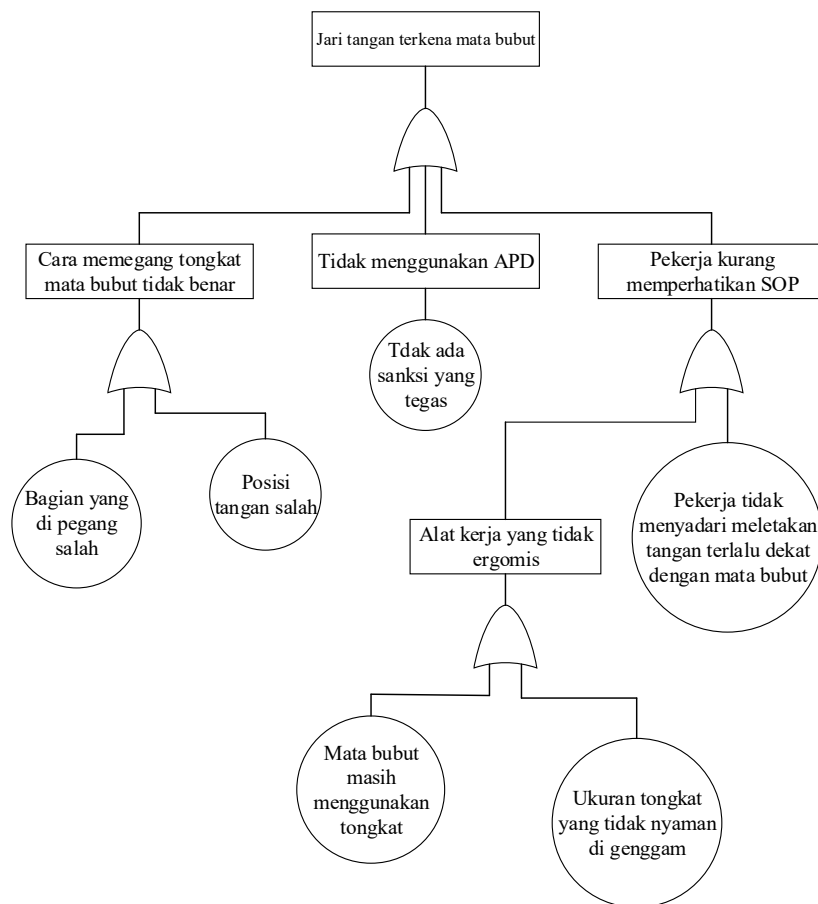 Jari tangan terkena mata bubut
Cara memegang tongkat
mata bubut tidak benar
Tidak menggunakan APD
Pekerja kurang
memperhatikan SOP
Tdak ada
sanksi yang
tegas
Bagian yang
di pegang
salah
Posisi
tangan salah
Alat kerja yang tidak
ergomis
Pekerja tidak
menyadari meletakan
tangan terlalu dekat
dengan mata bubut
Mata bubut
masih
menggunakan
tongkat
Ukuran tongkat
yang tidak nyaman
di genggam